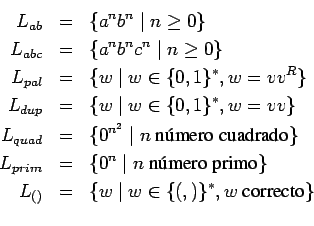 L_{ab} = {a^n b^n | n ≥ 0}
L_{abc} = {a^n b^n c^n | n ≥ 0}
L_{pal} = {w | w ∈ {0, 1}^*, w = vv^R}
L_{dup} = {w | w ∈ {0, 1}^*, w = vv}
L_{quad} = {0^{n^2} | n número cuadrado}
L_{prim} = {0^n | n número primo}
L_{()} = {w | w ∈ {(, )}^*, w correcto}